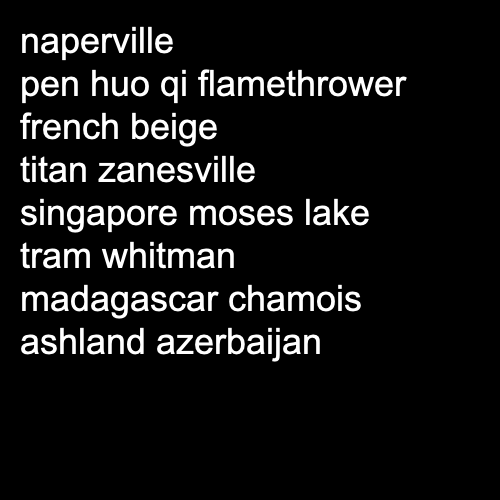 naperville
pen huo qi flamethrower
french beige
titan zanesville
singapore moses lake
tram whitman
madagascar chamois
ashland azerbaijan